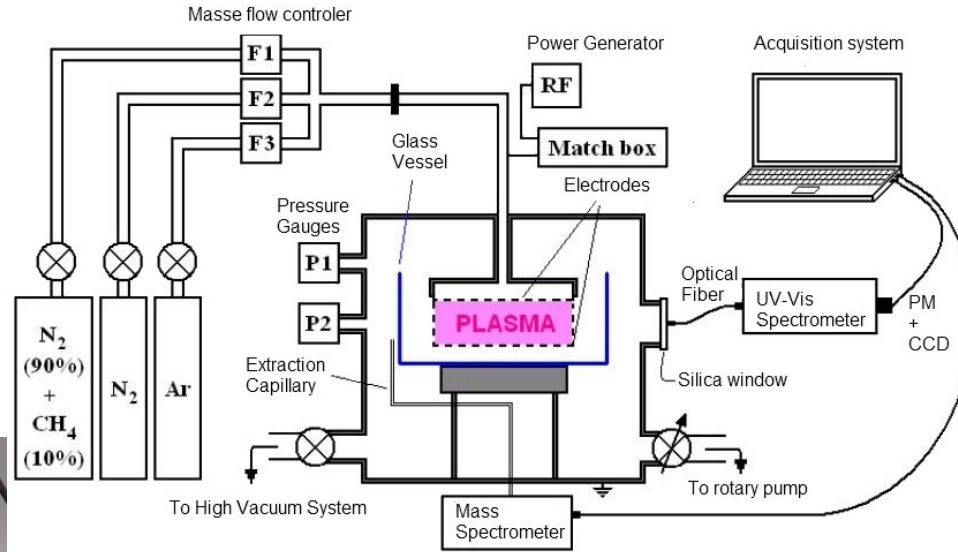 Masse flow controler
F1
F2
F3
Power Generator
RF
Match box
Acquisition system
Glass
Vessel
Electrodes
Pressure
Gauges
P1
P2
PLASMA
Optical
Fiber
UV-Vis
Spectrometer
PM
+
CCD
Silica window
Extraction
Capillary
N₂
(90%)
+
CH₄
(10%)
N₂
Ar
To High Vacuum System
Mass
Spectrometer
To rotary pump